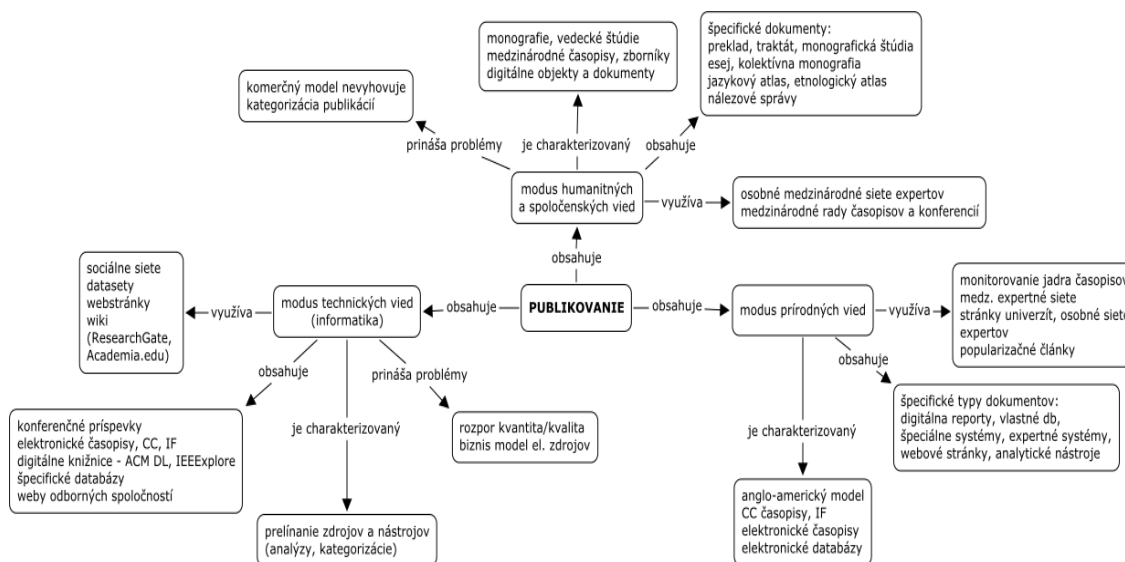 monografie, vedecké štúdie
medzinárodné časopisy, zborníky
digitálne objekty a dokumenty
špecifické dokumenty:
preklad, traktát, monografická štúdia
esej, kolektívna monografia
jazykový atlas, etnologický atlas
nálezové správy
komerčný model nevyhovuje
kategorizácia publikácií
prináša problémy
je charakterizovaný
obsahuje
modus humanitných
a spoločenských vied
využíva
osobné medzinárodné siete expertov
medzinárodné rady časopisov a konferencií
obsahuje
sociálne siete
datasety
webstránky
wiki
(ResearchGate,
Academia.edu)
využíva
modus technických vied
(informatika)
obsahuje
PUBLIKOVANIE
obsahuje
modus prírodných vied
využíva
monitorovanie jadra časopisov
medz. expertné siete
stránky univerzít, osobné siete
expertov
popularizačné články
obsahuje
prináša problémy
obsahuje
konferenčné príspevky
elektronické časopisy, CC, IF
digitálne knižnice - ACM DL, IEEExplore
špecifické databázy
weby odborných spoločností
je charakterizovaný
rozpor kvantita/kvalita
biznis model el. zdrojov
je charakterizovaný
špecifické typy dokumentov:
digitálna reporty, vlastné db,
špeciálne systémy, expertné systémy,
webové stránky, analytické nástroje
prelínanie zdrojov a nástrojov
(analýzy, kategorizácie)
anglo-americký model
CC časopisy, IF
elektronické časopisy
elektronické databázy